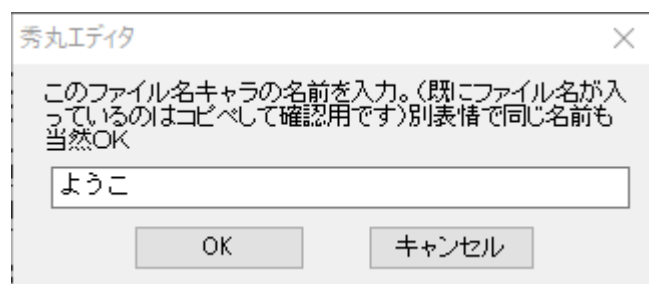 秀丸エディタ
このファイル名キャラの名前を入力。（既にファイル名が入
っているのはコピペして確認用です）別表情で同じ名前も
当然OK
ようこ
OK
キャンセル